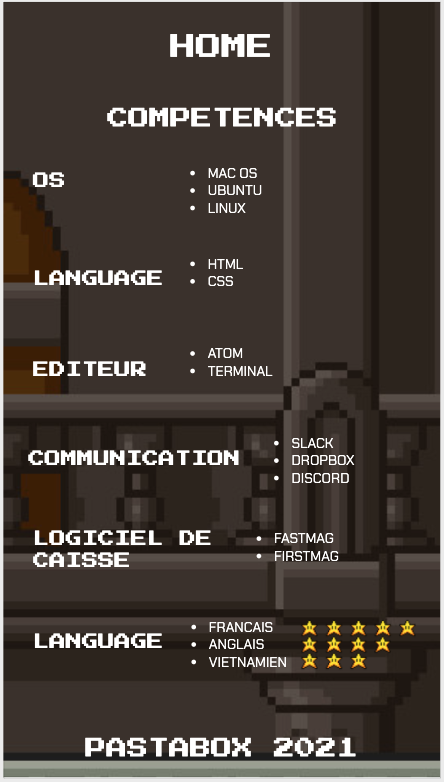 HOME
COMPETENCES
OS
MAC OS
UBUNTU
LINUX
LANGUAGE
HTML
CSS
EDITEUR
ATOM
TERMINAL
COMMUNICATION
SLACK
DROPBOX
DISCORD
LOGICIEL DE
CAISSE
FASTMAG
FIRSTMAG
LANGUAGE
FRANCAIS
ANGLAIS
VIETNAMIEN
PASTABOX 2021